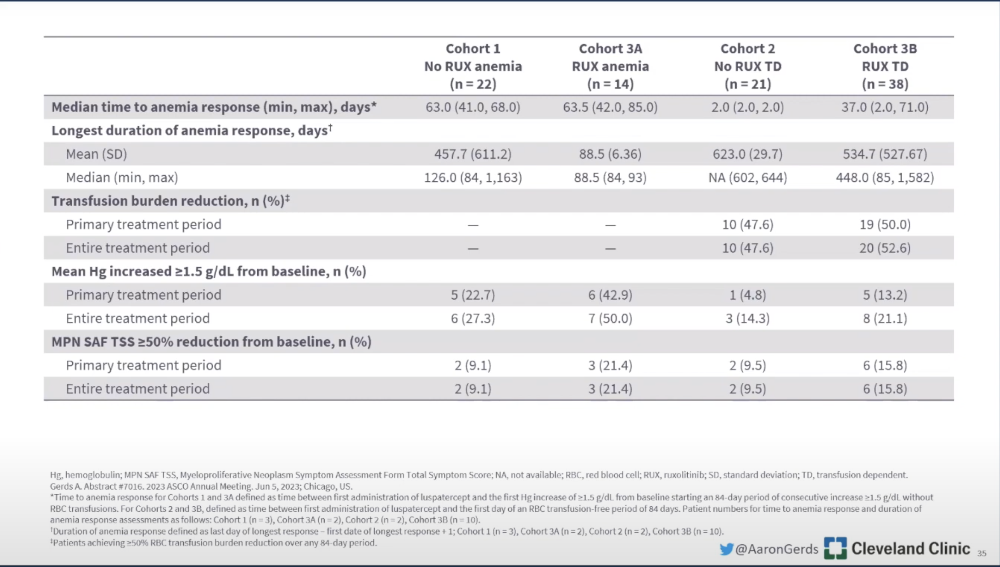 Cohort 1 Cohort 3A Cohort 2 Cohort 3B
No RUX anemia RUX anemia No RUX TD RUX TD
(n = 22) (n = 14) (n = 21) (n = 38)
Median time to anemia response (min, max), days* 63.0 (41.0, 68.0) 63.5 (42.0, 85.0) 2.0 (2.0, 2.0) 37.0 (2.0, 71.0)
Longest duration of anemia response, days†
Mean (SD) 457.7 (611.2) 88.5 (6.36) 623.0 (29.7) 534.7 (527.67)
Median (min, max) 126.0 (84, 1,163) 88.5 (84, 93) NA (602, 644) 448.0 (85, 1,582)
Transfusion burden reduction, n (%)‡
Primary treatment period — — 10 (47.6) 19 (50.0)
Entire treatment period — — 10 (47.6) 20 (52.6)
Mean Hg increased ≥1.5 g/dL from baseline, n (%)
Primary treatment period 5 (22.7) 6 (42.9) 1 (4.8) 5 (13.2)
Entire treatment period 6 (27.3) 7 (50.0) 3 (14.3) 8 (21.1)
MPN SAF TSS ≥50% reduction from baseline, n (%)
Primary treatment period 2 (9.1) 3 (21.4) 2 (9.5) 6 (15.8)
Entire treatment period 2 (9.1) 3 (21.4) 2 (9.5) 6 (15.8)
Hg, hemoglobin; MPN SAF TSS, Myeloproliferative Neoplasm Symptom Assessment Form Total Symptom Score; NA, not available; RBC, red blood cell; RUX, ruxolitinib; SD, standard deviation; TD, transfusion dependent.
Gerds A. Abstract #7016. 2023 ASCO Annual Meeting. Jun 5, 2023; Chicago, US.
*Time to anemia response for Cohorts 1 and 3A defined as time between first administration of luspatercept and the first Hg increase of ≥1.5 g/dL from baseline starting an 84-day period of consecutive increase ≥1.5 g/dL without
RBC transfusions. For Cohorts 2 and 3B, defined as time between first administration of luspatercept and the first day of an RBC transfusion-free period of 84 days. Patient numbers for time to anemia response and duration of
anemia response assessments as follows: Cohort 1 (n = 3), Cohort 3A (n = 2), Cohort 2 (n = 2), Cohort 3B (n = 10).
†Duration of anemia response defined as last day of longest response – first date of longest response + 1; Cohort 1 (n = 3), Cohort 3A (n = 2), Cohort 2 (n = 2), Cohort 3B (n = 10).
‡Patients achieving ≥50% RBC transfusion burden reduction over any 84-day period.
@AaronGerds Cleveland Clinic 35